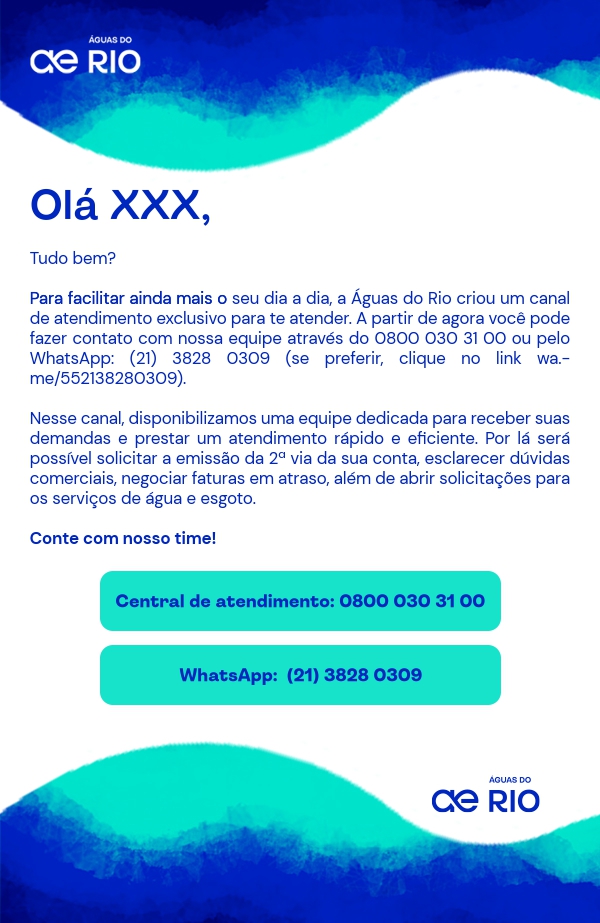 ÁGUAS DO
ae RIO
Olá XXX,
Tudo bem?
Para facilitar ainda mais o seu dia a dia, a Águas do Rio criou um canal
de atendimento exclusivo para te atender. A partir de agora você pode
fazer contato com nossa equipe através do 0800 030 31 00 ou pelo
WhatsApp: (21) 3828 0309 (se preferir, clique no link wa.-
me/552138280309).
Nesse canal, disponibilizamos uma equipe dedicada para receber suas
demandas e prestar um atendimento rápido e eficiente. Por lá será
possível solicitar a emissão da 2ª via da sua conta, esclarecer dúvidas
comerciais, negociar faturas em atraso, além de abrir solicitações para
os serviços de água e esgoto.
Conte com nosso time!
Central de atendimento: 0800 030 31 00
WhatsApp: (21) 3828 0309
ÁGUAS DO
ae RIO